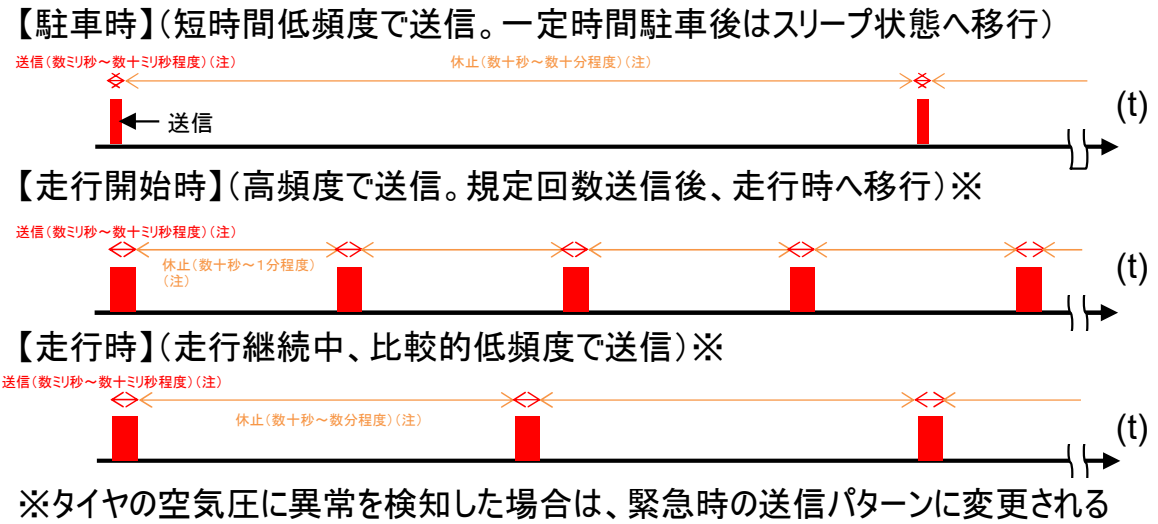 【駐車時】（短時間低頻度で送信。一定時間駐車後はスリープ状態へ移行）
送信（数ミリ秒～数十ミリ秒程度）（注）
休止（数十秒～数十分程度）（注）
送信
(t)
【走行開始時】（高頻度で送信。規定回数送信後、走行時へ移行）※
送信（数ミリ秒～数十ミリ秒程度）（注）
休止（数十秒～1分程度）
（注）
(t)
【走行時】（走行継続中、比較的低頻度で送信）※
送信（数ミリ秒～数十ミリ秒程度）（注）
休止（数十秒～数分程度）（注）
(t)
※タイヤの空気圧に異常を検知した場合は、緊急時の送信パターンに変更される